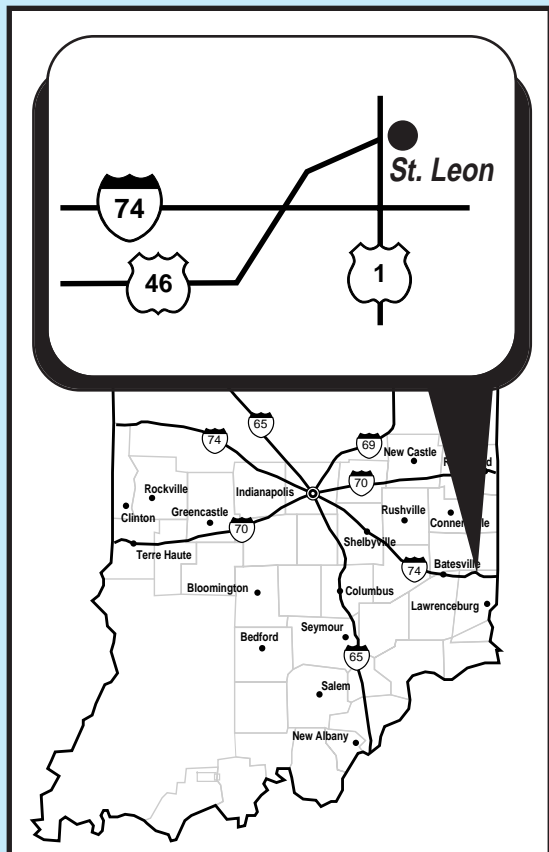 St. Leon
74
46
1
65
74
69
New Castle
70
Rockville
Indianapolis
Clinton
Greencastle
Rushville
70
Shelbyville
Terre Haute
74
Batesville
Bloomington
Columbus
Lawrenceburg
Seymour
Bedford
65
Salem
New Albany